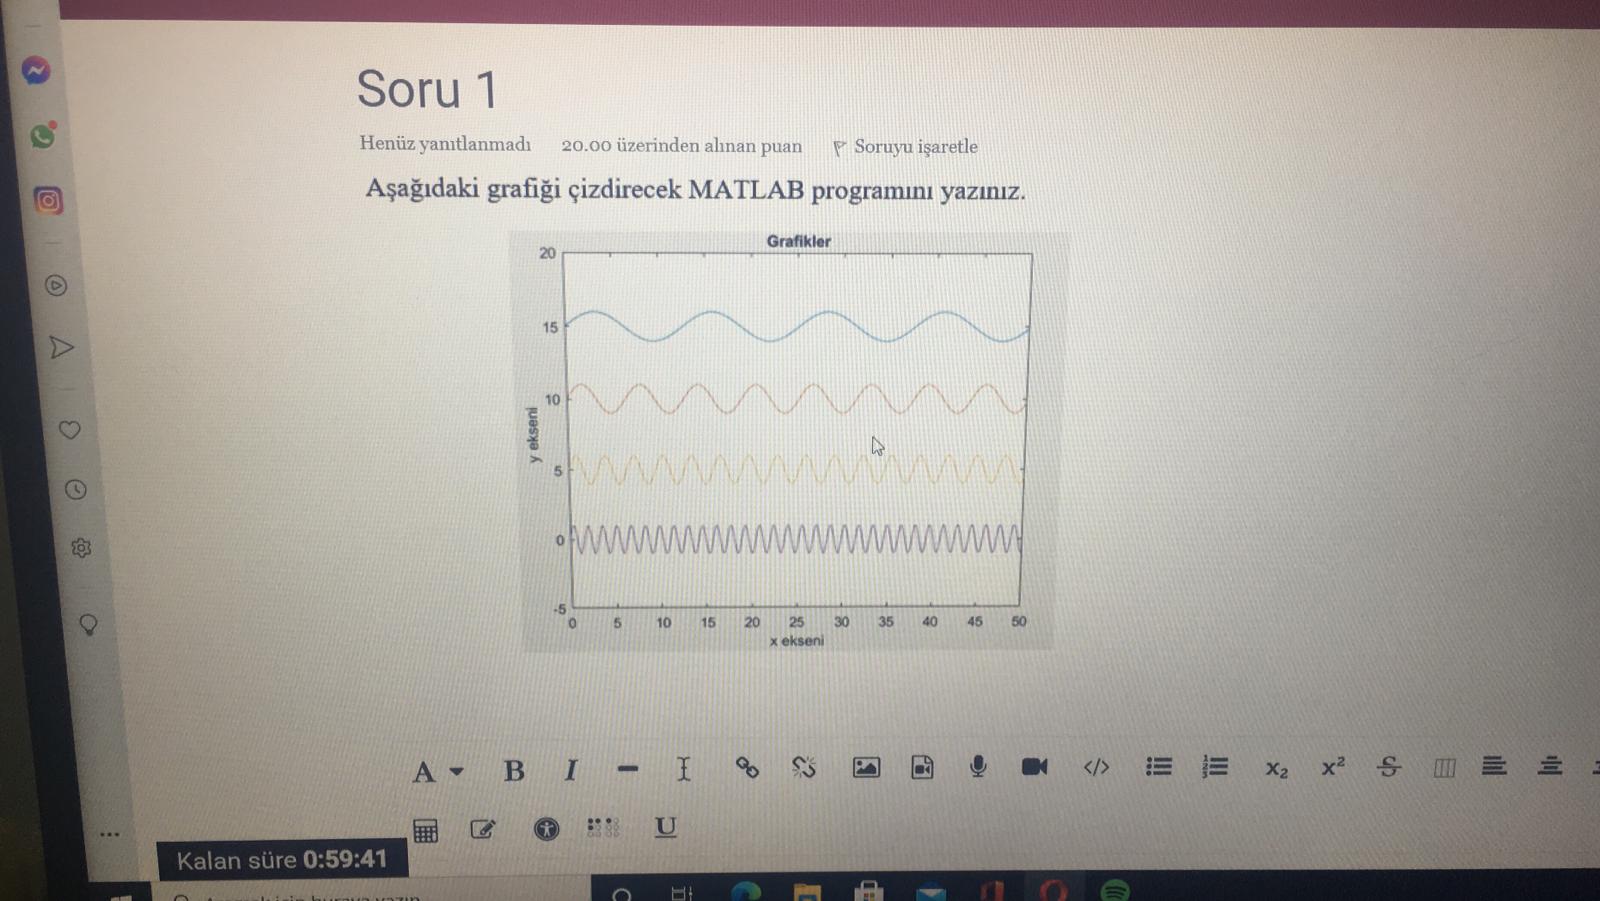 Soru 1
Henüz yanıtlanmadı 20.00 üzerinden alınan puan Soruyu işaretle
Aşağıdaki grafiği çizdirecek MATLAB programını yazınız.
Grafikler
20
15
10
5
0
-5
y ekseni
0 5 10 15 20 25 30 35 40 45 50
x ekseni
A B I
x₂ x² S
U
Kalan süre 0:59:41